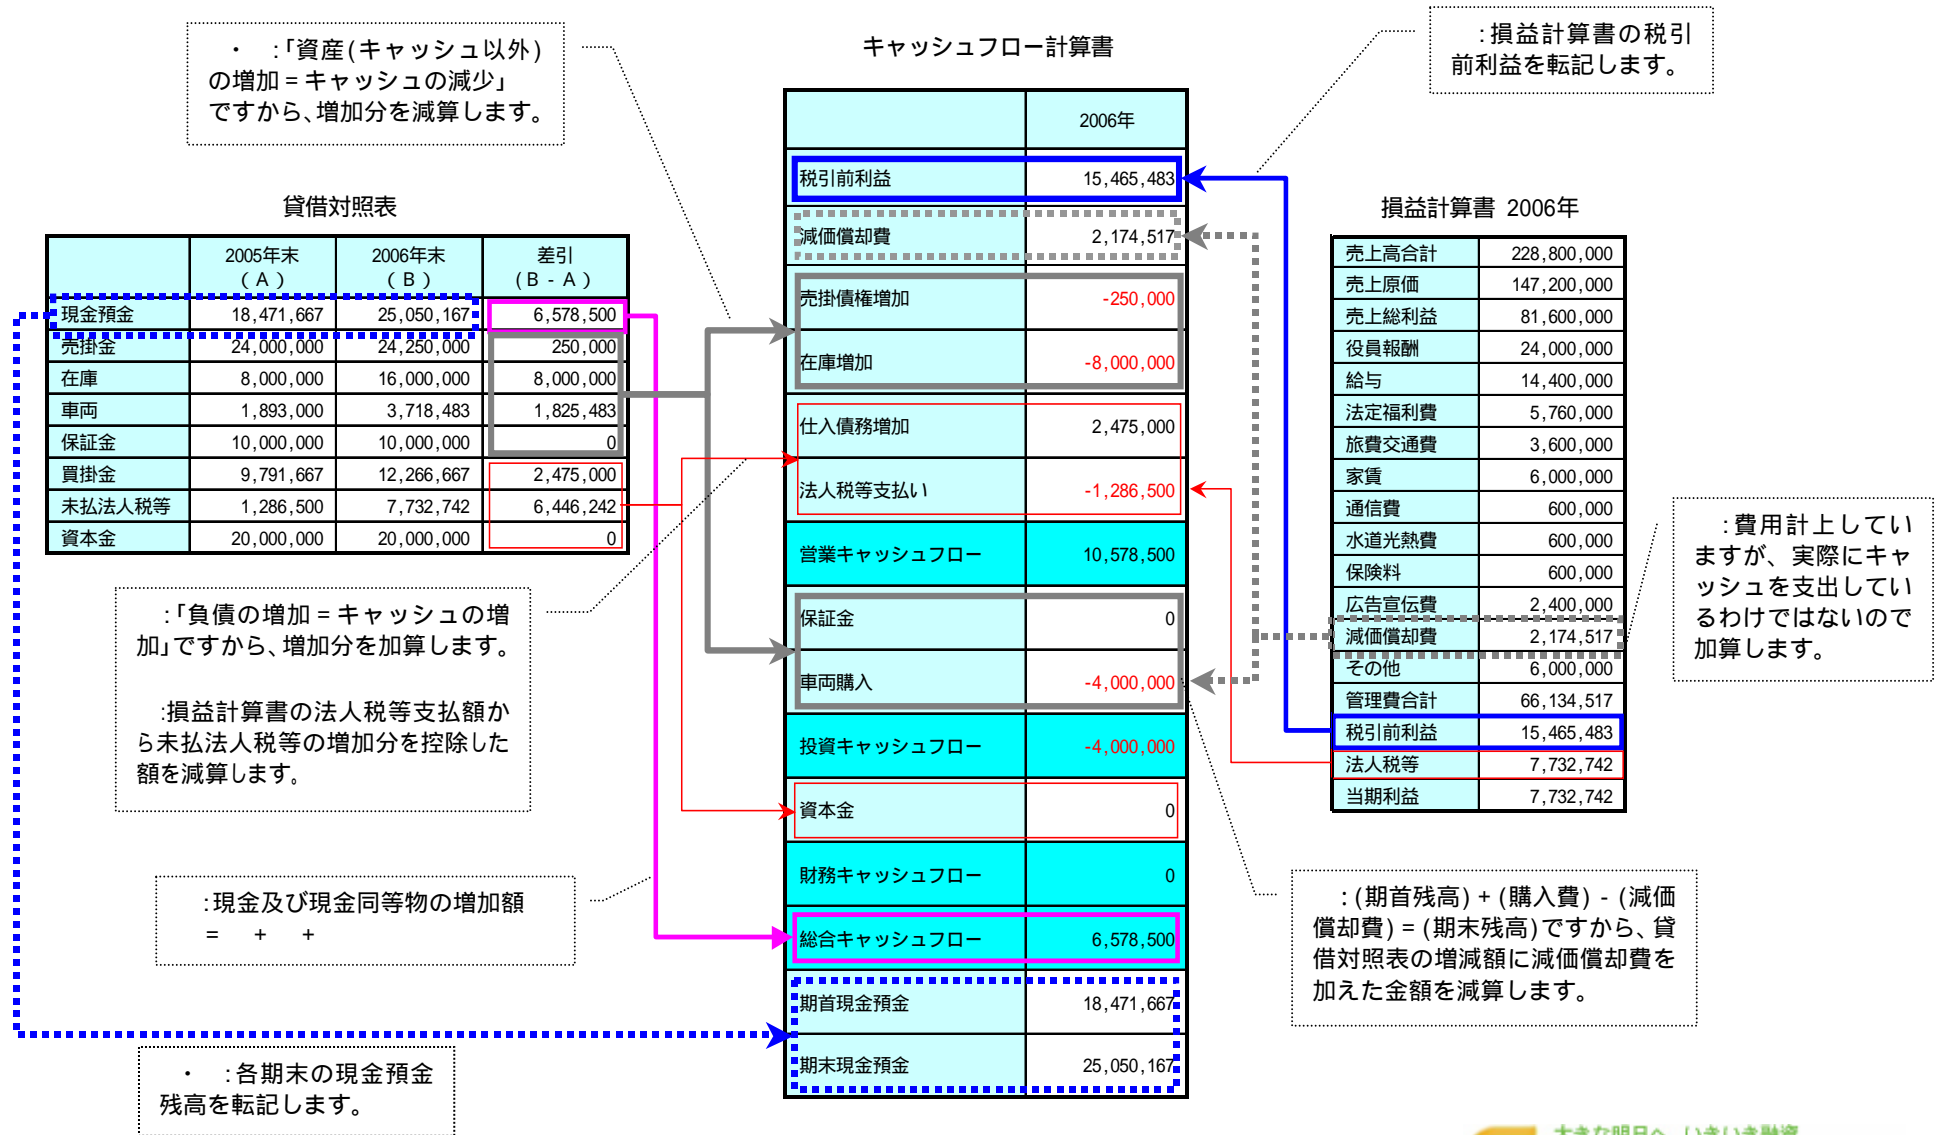 ・　:「資産(キャッシュ以外)
の増加＝キャッシュの減少」
ですから、増加分を減算します。
キャッシュフロー計算書
:損益計算書の税引
前利益を転記します。
貸借対照表
2005年末 2006年末 差引
(A) (B) (B-A)
現金預金 18,471,667 25,050,167 6,578,500
売掛金 24,000,000 24,250,000 250,000
在庫 8,000,000 16,000,000 8,000,000
車両 1,893,000 3,718,483 1,825,483
保証金 10,000,000 10,000,000 0
買掛金 9,791,667 12,266,667 2,475,000
未払法人税等 1,286,500 7,732,742 6,446,242
資本金 20,000,000 20,000,000 0
:「負債の増加＝キャッシュの増
加」ですから、増加分を加算します。
:損益計算書の法人税等支払額か
ら未払法人税等の増加分を控除した
額を減算します。
:現金及び現金同等物の増加額
=　+　+
・　:各期末の現金預金
残高を転記します。
2006年
税引前利益 15,465,483
減価償却費 2,174,517
売掛債権増加 -250,000
在庫増加 -8,000,000
仕入債務増加 2,475,000
法人税等支払い -1,286,500
営業キャッシュフロー 10,578,500
保証金 0
車両購入 -4,000,000
投資キャッシュフロー -4,000,000
資本金 0
財務キャッシュフロー 0
総合キャッシュフロー 6,578,500
期首現金預金 18,471,667
期末現金預金 25,050,167
損益計算書 2006年
売上高合計 228,800,000
売上原価 147,200,000
売上総利益 81,600,000
役員報酬 24,000,000
給与 14,400,000
法定福利費 5,760,000
旅費交通費 3,600,000
家賃 6,000,000
通信費 600,000
水道光熱費 600,000
保険料 600,000
広告宣伝費 2,400,000
減価償却費 2,174,517
その他 6,000,000
管理費合計 66,134,517
税引前利益 15,465,483
法人税等 7,732,742
当期利益 7,732,742
:費用計上してい
ますが、実際にキャ
ッシュを支出してい
るわけではないので
加算します。
:(期首残高)+(購入費)-(減価
償却費)=(期末残高)ですから、貸
借対照表の増減額に減価償却費を
加えた金額を減算します。
大きな明日へ いきいき融資